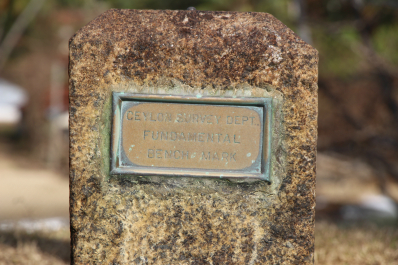 CEYLON SURVEY DEPT
FUNDAMENTAL
BENCH MARK